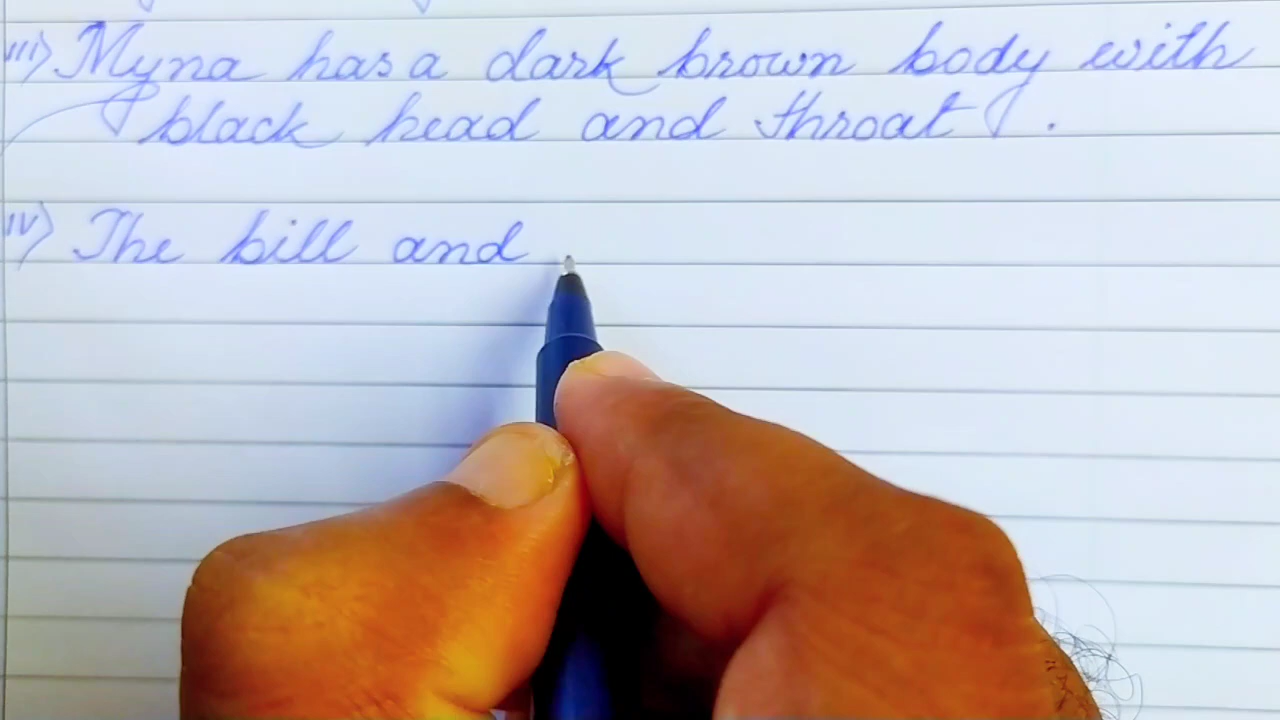 iii) Myna has a dark brown body with
black head and throat.
iv) The bill and